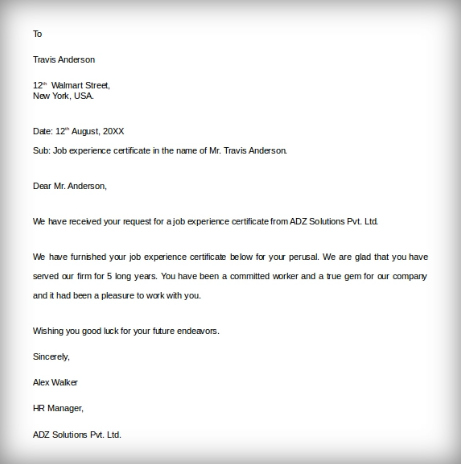 To
Travis Anderson
12th Walmart Street,
New York, USA.
Date: 12th August, 20XX
Sub: Job experience certificate in the name of Mr. Travis Anderson.
Dear Mr. Anderson,
We have received your request for a job experience certificate from ADZ Solutions Pvt. Ltd.
We have furnished your job experience certificate below for your perusal. We are glad that you have
served our firm for 5 long years. You have been a committed worker and a true gem for our company
and it had been a pleasure to work with you.
Wishing you good luck for your future endeavors.
Sincerely,
Alex Walker
HR Manager,
ADZ Solutions Pvt. Ltd.